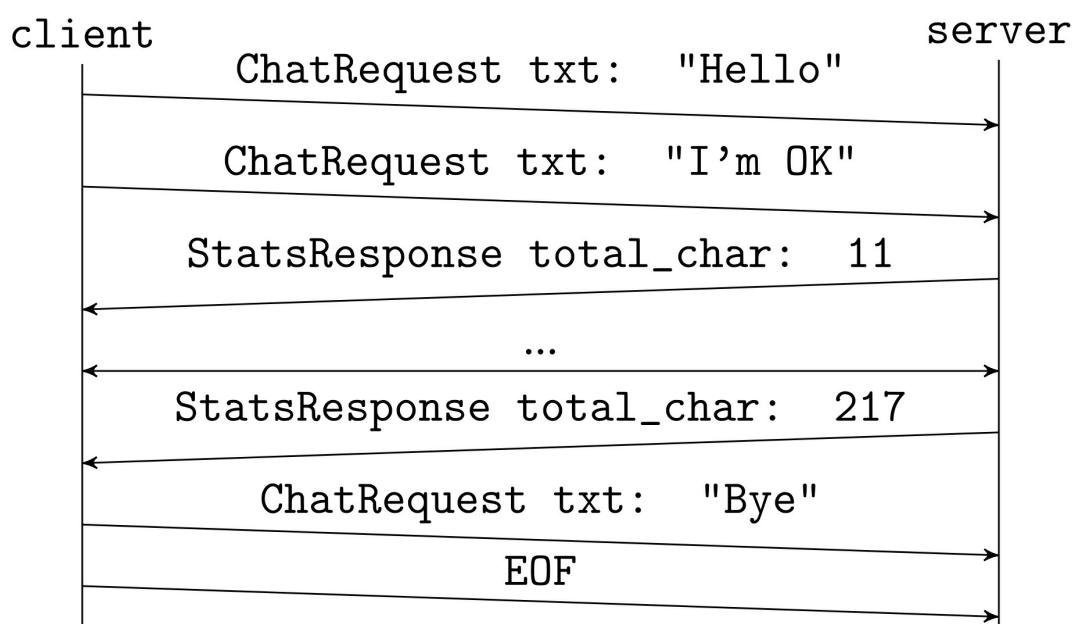 client
server
ChatRequest txt: "Hello"
ChatRequest txt: "I'm OK"
StatsResponse total_char: 11
...
StatsResponse total_char: 217
ChatRequest txt: "Bye"
EOF